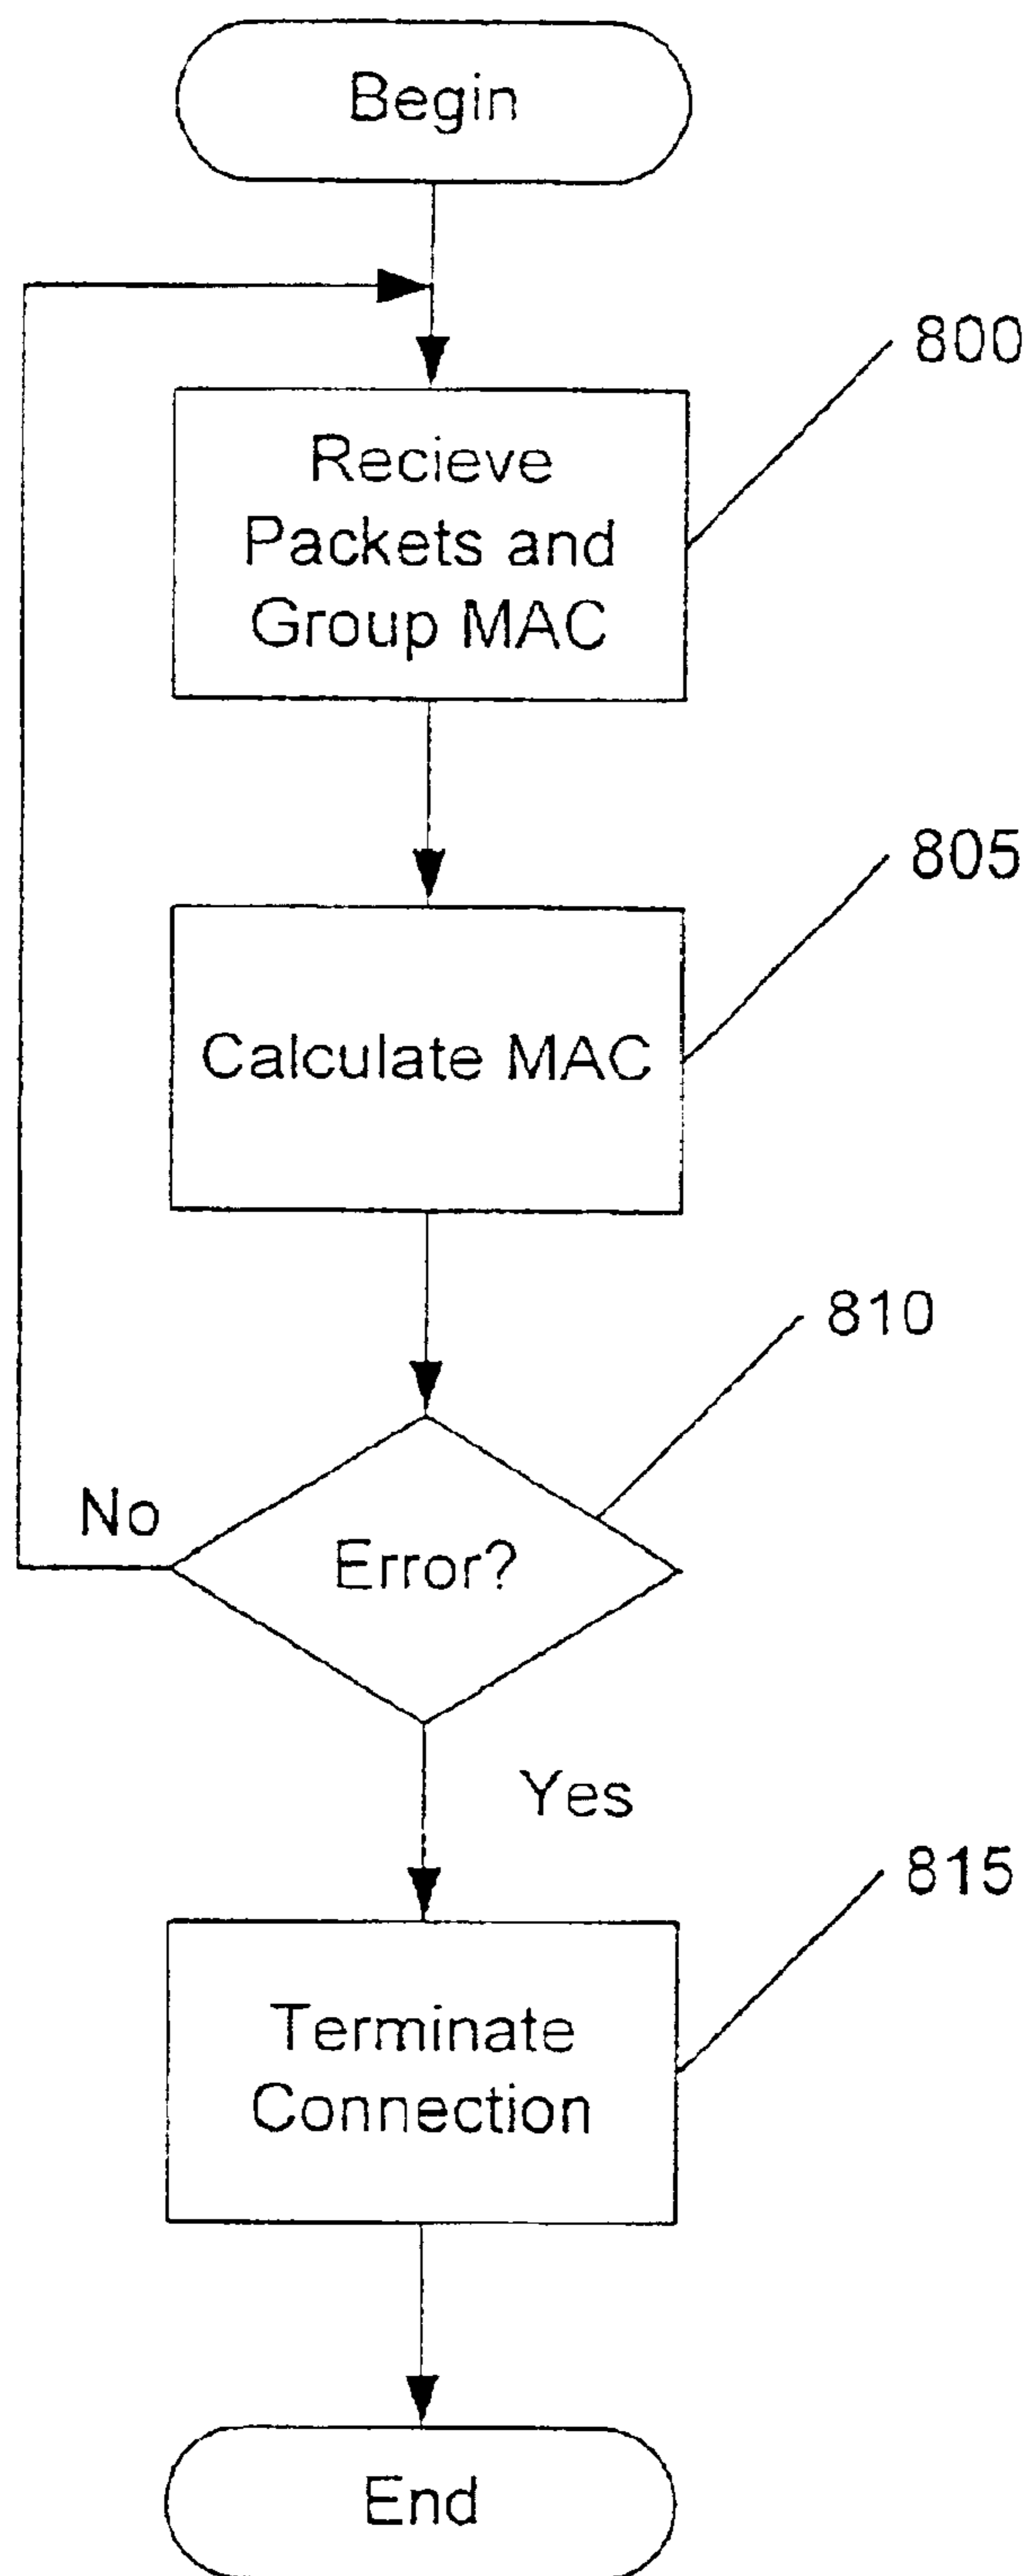 Begin
800
Recieve
Packets and
Group MAC
805
Calculate MAC
810
No
Error?
Yes
815
Terminate
Connection
End